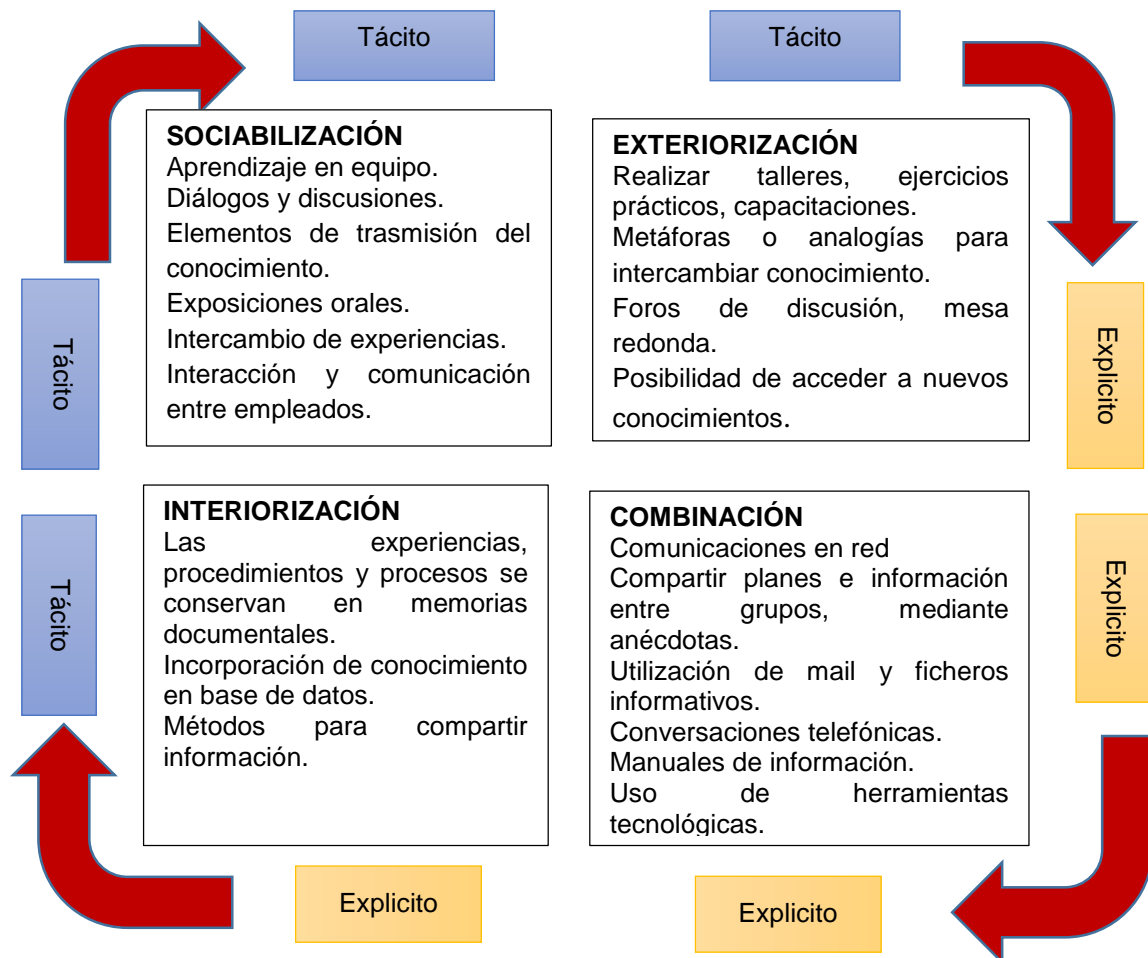 Tácito
Tácito
SOCIABILIZACIÓN
Aprendizaje en equipo.
Diálogos y discusiones.
Elementos de trasmisión del
conocimiento.
Exposiciones orales.
Intercambio de experiencias.
Interacción y comunicación
entre empleados.
EXTERIORIZACIÓN
Realizar talleres, ejercicios
prácticos, capacitaciones.
Metáforas o analogías para
intercambiar conocimiento.
Foros de discusión, mesa
redonda.
Posibilidad de acceder a nuevos
conocimientos.
Tácito
Explicito
INTERIORIZACIÓN
Las experiencias,
procedimientos y procesos se
conservan en memorias
documentales.
Incorporación de conocimiento
en base de datos.
Métodos para compartir
información.
COMBINACIÓN
Comunicaciones en red
Compartir planes e información
entre grupos, mediante
anécdotas.
Utilización de mail y ficheros
informativos.
Conversaciones telefónicas.
Manuales de información.
Uso de herramientas
tecnológicas.
Tácito
Explicito
Explicito
Explicito